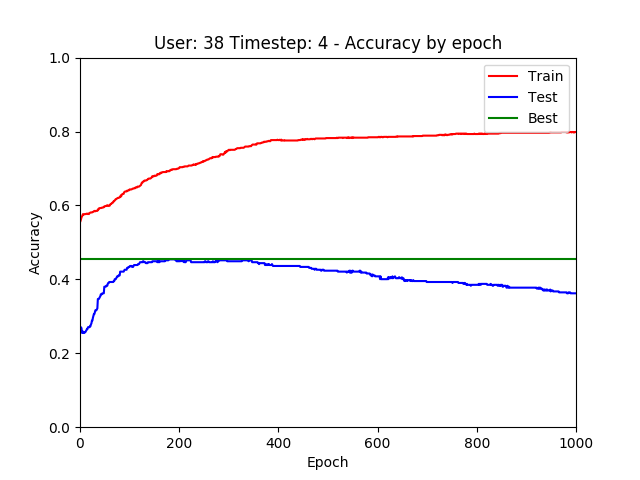 User: 38 Timestep: 4 - Accuracy by epoch
1.0
0.8
0.6
0.4
0.2
0.0
Accuracy
Train
Test
Best
0 200 400 600 800 1000
Epoch